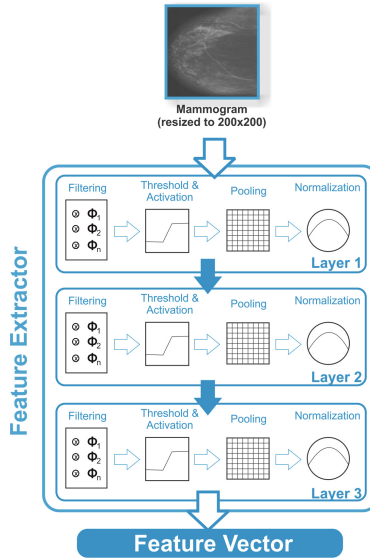 Mammogram
(resized to 200x200)
Feature Extractor
Filtering
Threshold &
Activation
Pooling
Normalization
Φ1
Φ2
Φn
Layer 1
Filtering
Threshold &
Activation
Pooling
Normalization
Φ1
Φ2
Φn
Layer 2
Filtering
Threshold &
Activation
Pooling
Normalization
Φ1
Φ2
Φn
Layer 3
Feature Vector